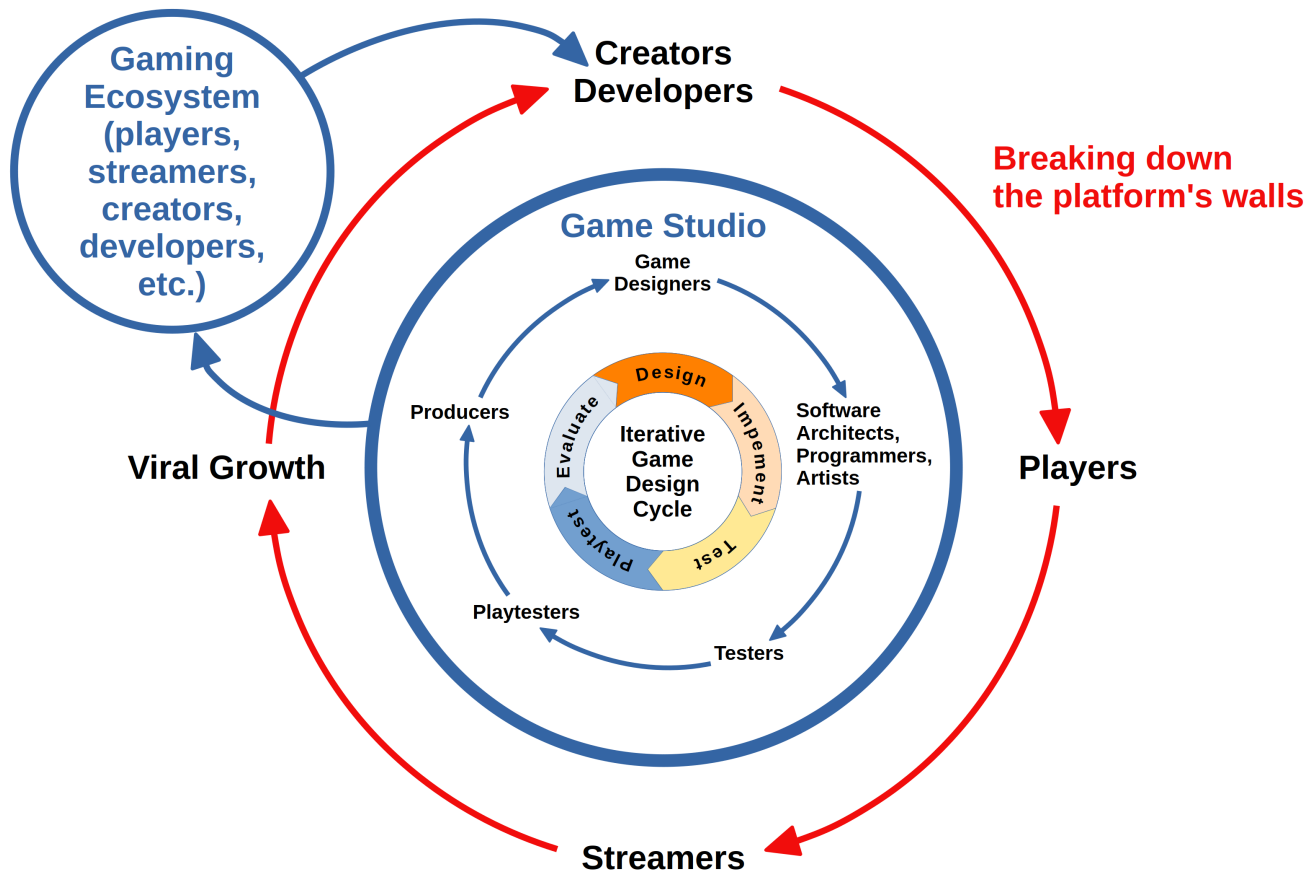 Gaming
Ecosystem
(players,
streamers,
creators,
developers,
etc.)
Creators
Developers
Breaking down
the platform's walls
Game Studio
Game
Designers
Design
Impement
Test
Playtest
Evaluate
Iterative
Game
Design
Cycle
Producers
Software
Architects,
Programmers,
Artists
Viral Growth
Players
Playtesters
Testers
Streamers